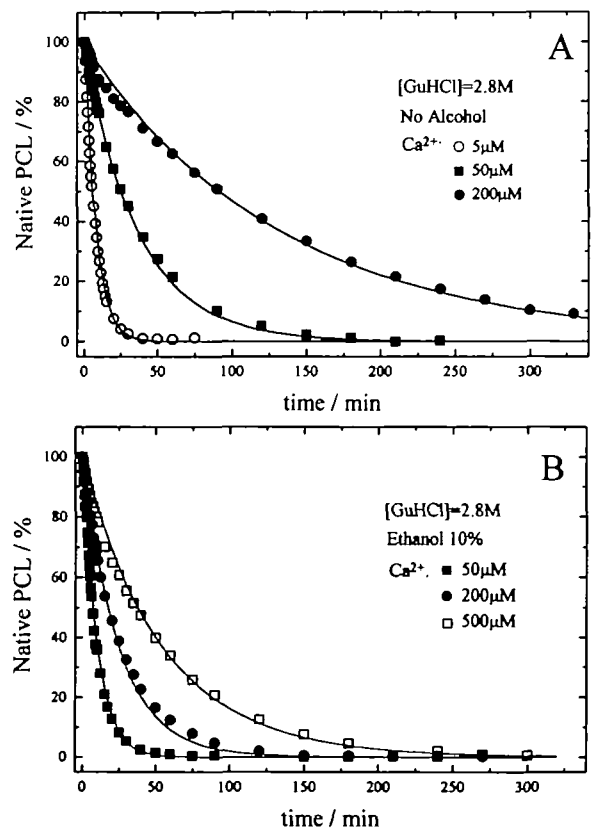 A
[GuHCl]=2.8M
No Alcohol
Ca²⁺·
5μM
50μM
200μM
Native PCL / %
100
80
60
40
20
0
0
50
100
150
200
250
300
time / min
B
[GuHCl]=2.8M
Ethanol 10%
Ca²⁺.
50μM
200μM
500μM
Native PCL / %
100
80
60
40
20
0
0
50
100
150
200
250
300
time / min